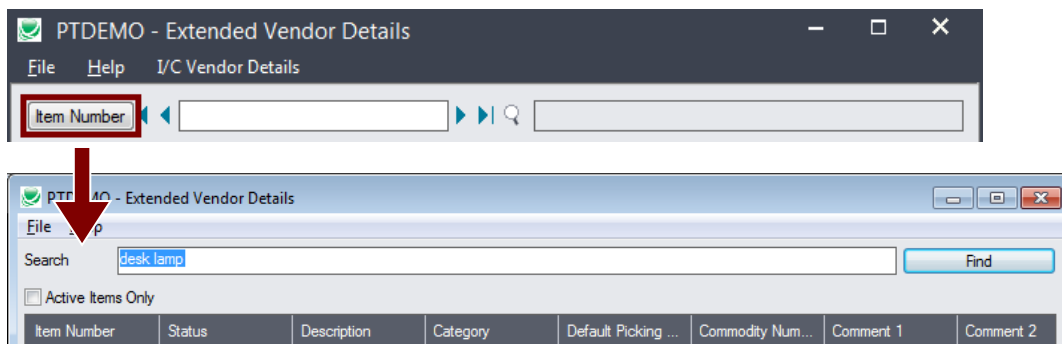 PTDEMO - Extended Vendor Details
File Help I/C Vendor Details
Item Number
- Extended Vendor Details
File
Search desk lamp Find
Active Items Only
Item Number Status Description Category Default Picking ... Commodity Num... Comment 1 Comment 2